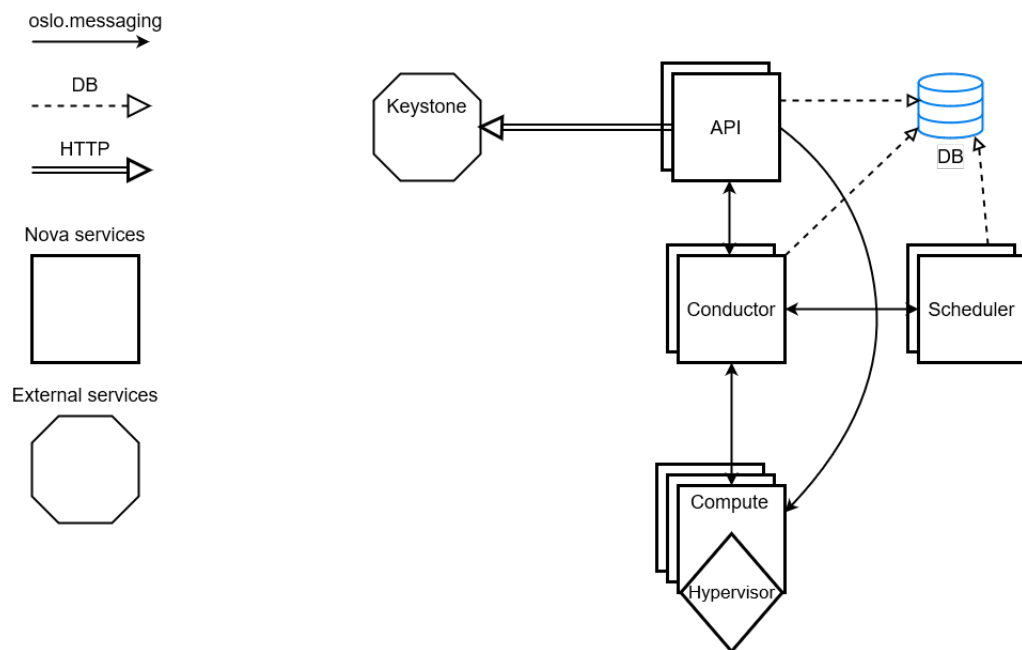 oslo.messaging
DB
HTTP
Nova services
External services
Keystone
API
DB
Conductor
Scheduler
Compute
Hypervisor